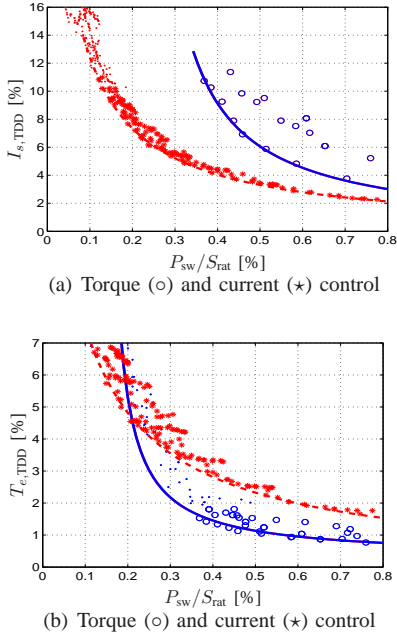 16
14
12
10
8
6
4
2
0
I_s,TDD [%]
0 0.1 0.2 0.3 0.4 0.5 0.6 0.7 0.8
P_sw/S_rat [%]
(a) Torque (○) and current (⋆) control
7
6
5
4
3
2
1
0
T_e,TDD [%]
0 0.1 0.2 0.3 0.4 0.5 0.6 0.7 0.8
P_sw/S_rat [%]
(b) Torque (○) and current (⋆) control